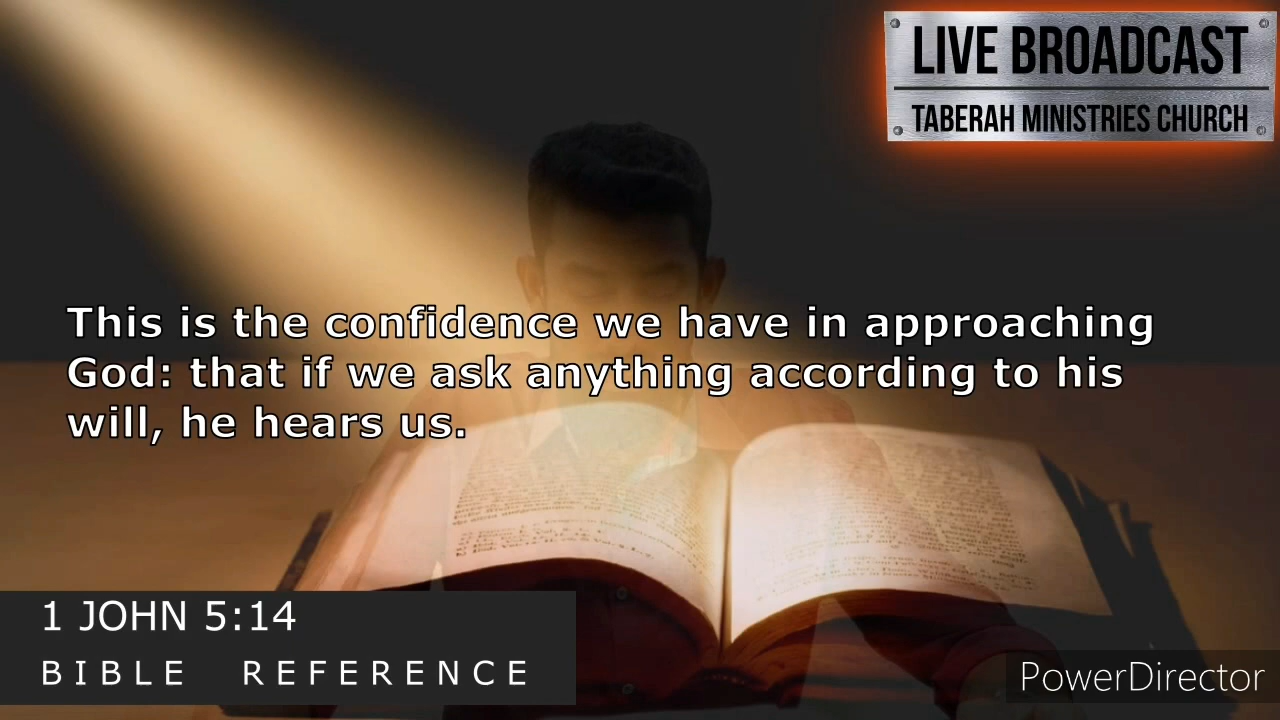 LIVE BROADCAST
TABERAH MINISTRIES CHURCH
This is the confidence we have in approaching
God: that if we ask anything according to his
will, he hears us.
1 JOHN 5:14
BIBLE REFERENCE
PowerDirector